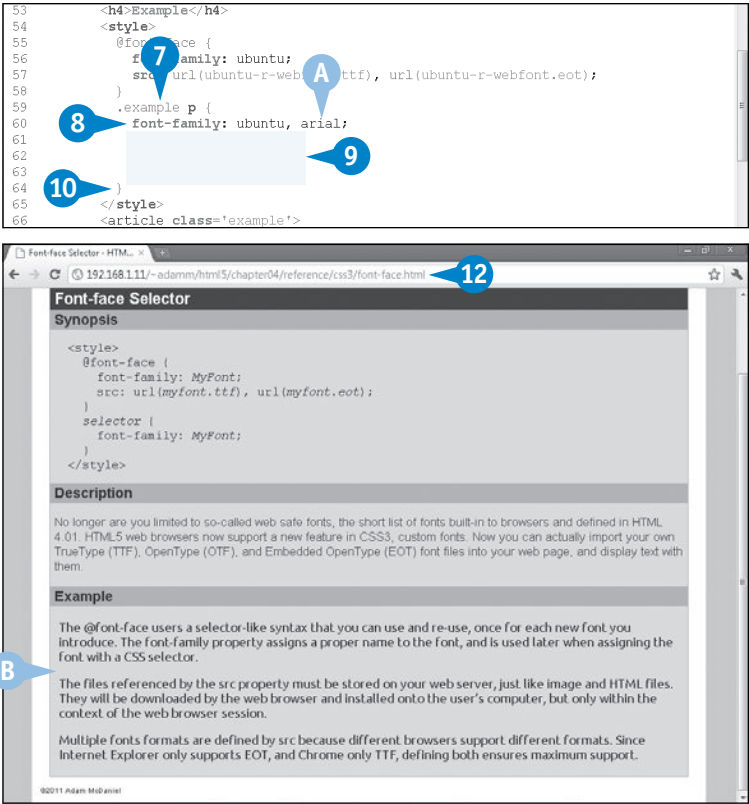 53 <h4>Example</h4>
54 <style>
55 @font-face {
56 font-family: ubuntu;
57 src: url(ubuntu-r-web ttf), url(ubuntu-r-webfont.eot);
58 }
59 .example p {
60 font-family: ubuntu, arial;
61
62
63
64 }
65 </style>
66 <article class='example'>
7
A
8
9
10
Font-face Selector - HTM...
192.168.1.11/~adamm/html5/chapter04/reference/css3/font-face.html
12
Font-face Selector
Synopsis
<style>
@font-face {
font-family: MyFont;
src: url(myfont.ttf), url(myfont.eot);
}
selector {
font-family: MyFont;
}
</style>
Description
No longer are you limited to so-called web safe fonts, the short list of fonts built-in to browsers and defined in HTML
4.01. HTML5 web browsers now support a new feature in CSS3, custom fonts. Now you can actually import your own
TrueType (TTF), OpenType (OTF), and Embedded OpenType (EOT) font files into your web page, and display text with
them.
Example
The @font-face users a selector-like syntax that you can use and re-use, once for each new font you
introduce. The font-family property assigns a proper name to the font, and is used later when assigning the
font with a CSS selector.
B
The files referenced by the src property must be stored on your web server, just like image and HTML files.
They will be downloaded by the web browser and installed onto the user's computer, but only within the
context of the web browser session.
Multiple fonts formats are defined by src because different browsers support different formats. Since
Internet Explorer only supports EOT, and Chrome only TTF, defining both ensures maximum support.
©2011 Adam McDaniel